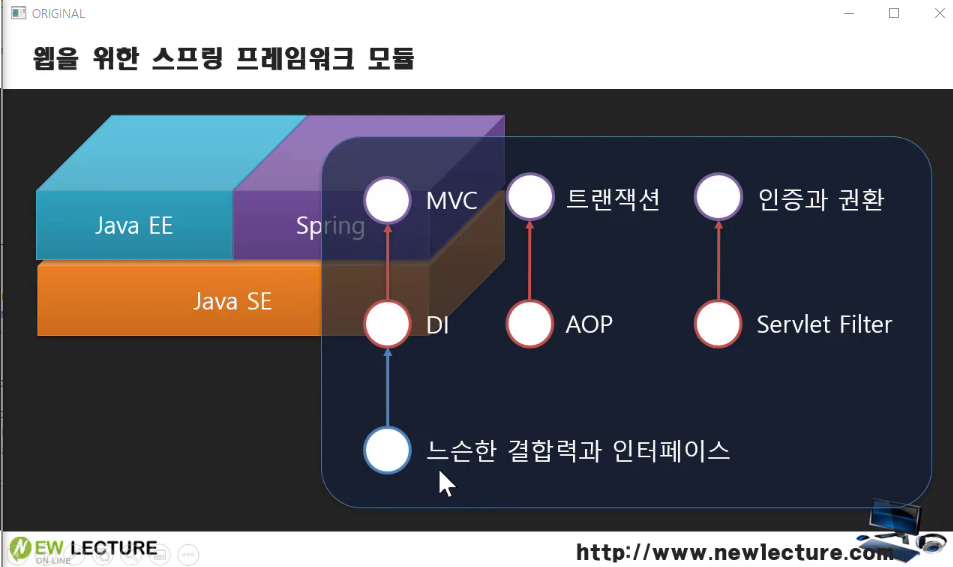 ORIGINAL
웹을 위한 스프링 프레임워크 모듈
Java EE
Spring
Java SE
MVC
트랜잭션
인증과 권환
DI
AOP
Servlet Filter
느슨한 결합력과 인터페이스
NEW LECTURE
ON-LINE
http://www.newlecture.com